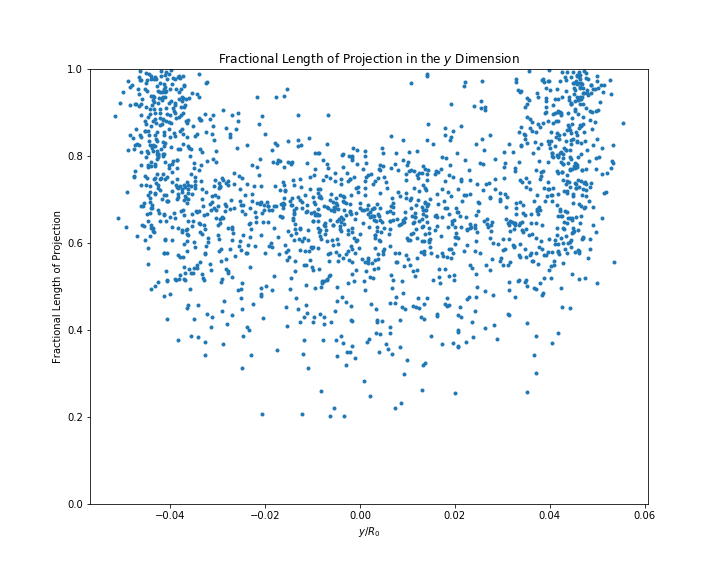 Fractional Length of Projection in the y Dimension
Fractional Length of Projection
1.0
0.8
0.6
0.4
0.2
0.0
−0.04 −0.02 0.00 0.02 0.04 0.06
y/R₀